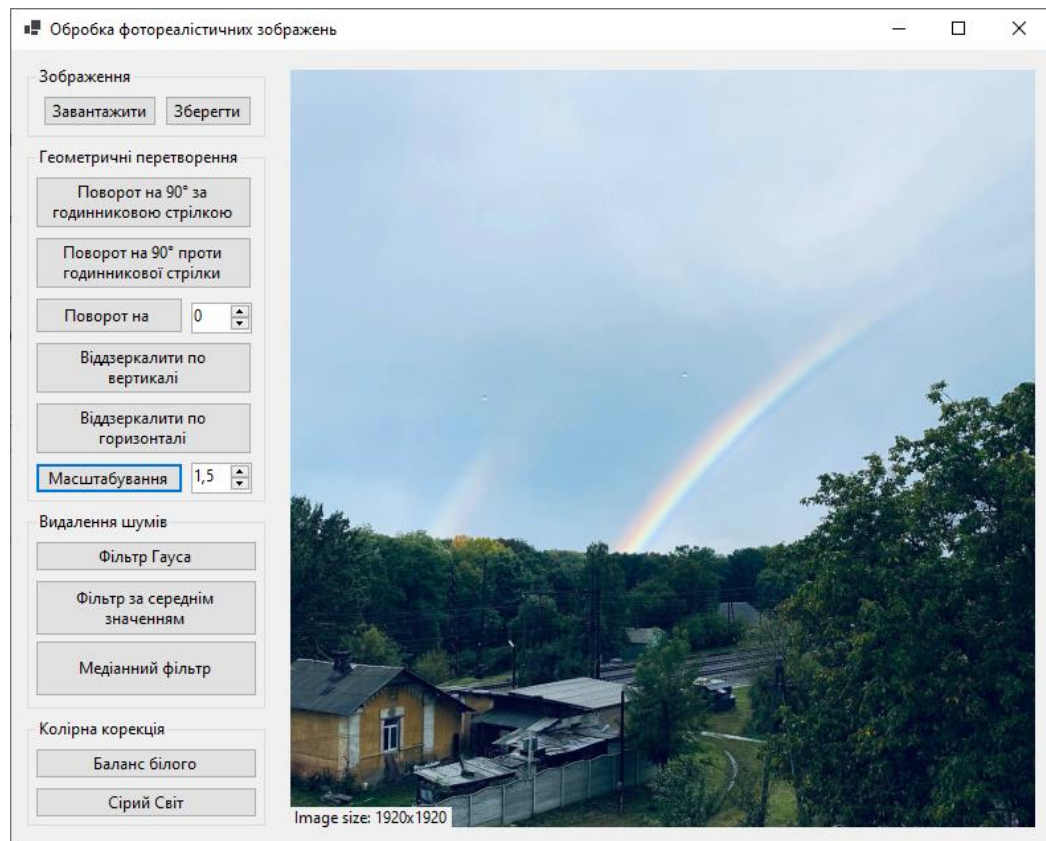 Обробка фотореалістичних зображень
Зображення
Завантажити
Зберегти
Геометричні перетворення
Поворот на 90° за
годинниковою стрілкою
Поворот на 90° проти
годинникової стрілки
Поворот на
0
Віддзеркалити по
вертикалі
Віддзеркалити по
горизонталі
Масштабування
1,5
Видалення шумів
Фільтр Гауса
Фільтр за середнім
значенням
Медіанний фільтр
Колірна корекція
Баланс білого
Сірий Світ
Image size: 1920x1920